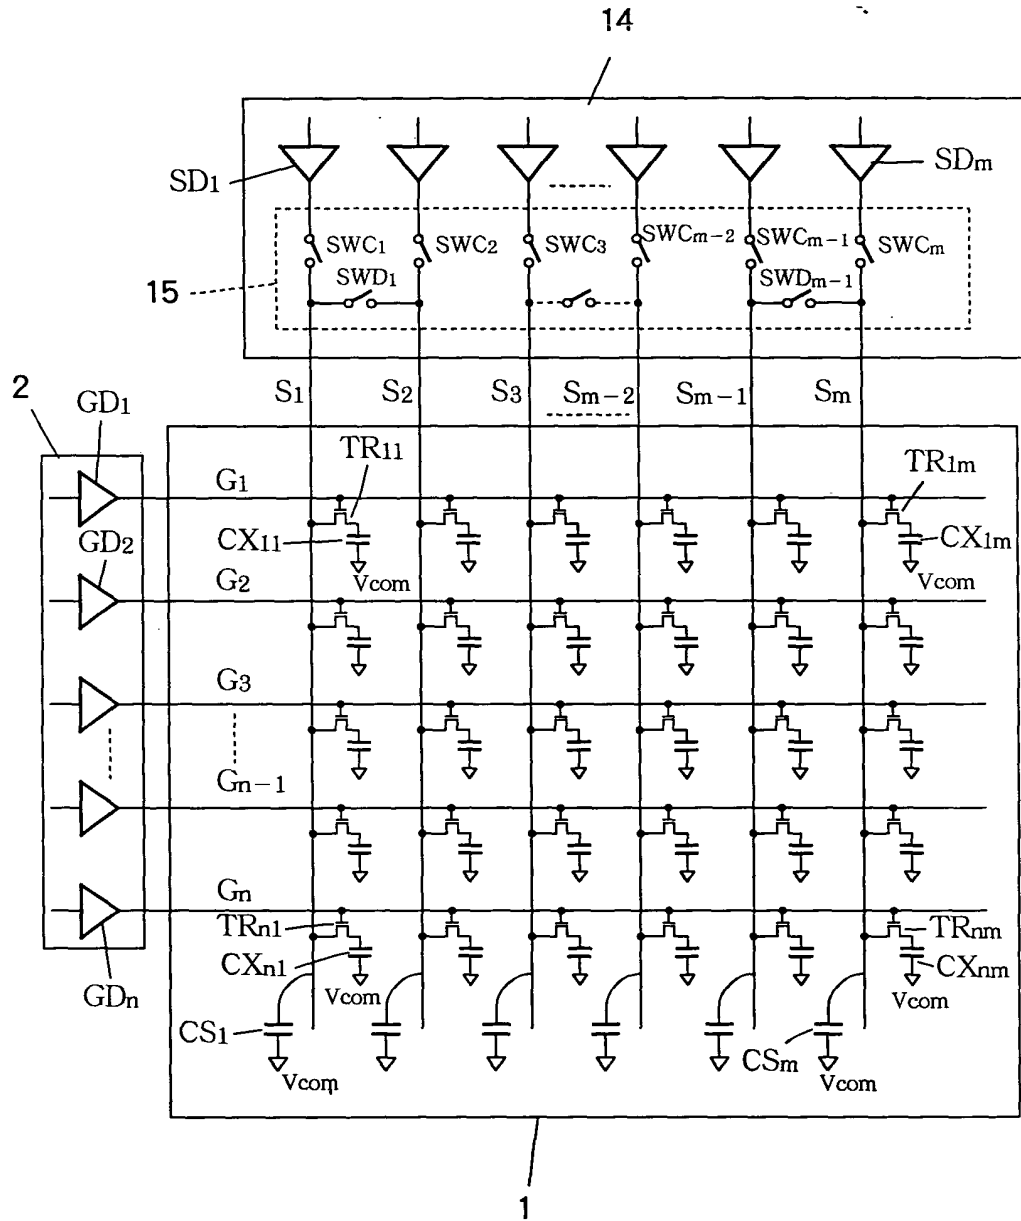 14
SD1
SDm
SWC1
SWC2
SWC3
SWCm-2
SWCm-1
SWCm
15
SWD1
SWDm-1
S1
S2
S3
Sm-2
Sm-1
Sm
2
GD1
G1
TR11
TR1m
CX11
CX1m
GD2
Vcom
Vcom
G2
G3
Gn-1
Gn
TRn1
TRnm
CXn1
CXnm
GDn
Vcom
Vcom
CS1
CSm
Vcom
Vcom
1